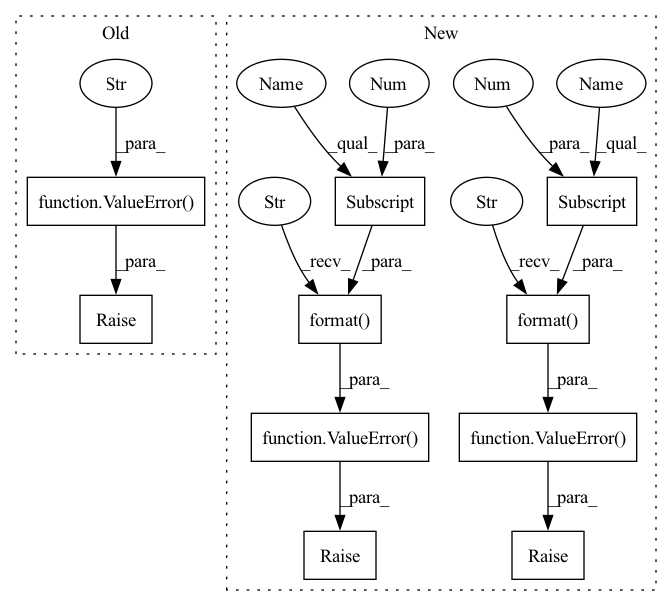 Old
New
Str
Name
Num
Num
Name
_para_
_qual_
_para_
_para_
_qual_
function.ValueError()
Str
Subscript
Str
Subscript
_para_
_recv_
_para_
_recv_
_para_
Raise
format()
format()
_para_
_para_
function.ValueError()
function.ValueError()
_para_
_para_
Raise
Raise